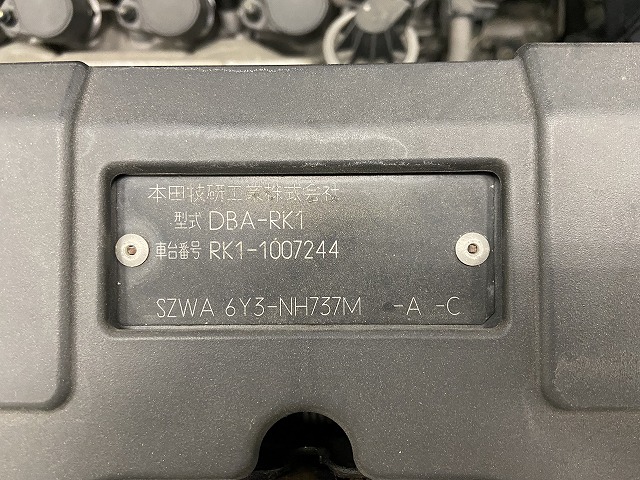 本田技研工業株式会社
型式 DBA-RK1
車台番号 RK1-1007244
SZWA 6Y3-NH737M -A -C